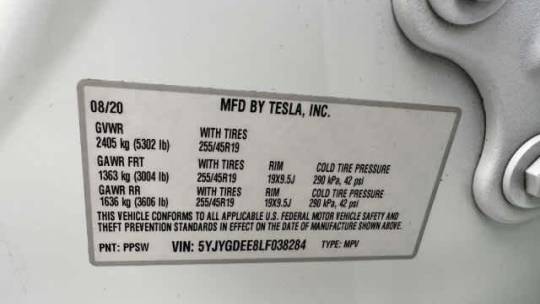 08/20 MFD BY TESLA, INC.
GVWR WITH TIRES
2405 kg (5302 lb) 255/45R19
GAWR FRT WITH TIRES RIM COLD TIRE PRESSURE
1363 kg (3004 lb) 255/45R19 19X9.5J 290 kPa, 42 psi
GAWR RR WITH TIRES RIM COLD TIRE PRESSURE
1636 kg (3606 lb) 255/45R19 19X9.5J 290 kPa, 42 psi
THIS VEHICLE CONFORMS TO ALL APPLICABLE U.S. FEDERAL MOTOR VEHICLE SAFETY AND
THEFT PREVENTION STANDARDS IN EFFECT ON THE DATE OF MANUFACTURE SHOWN ABOVE.
PNT: PPSW VIN: 5YJYGDEE8LF038284 TYPE: MPV